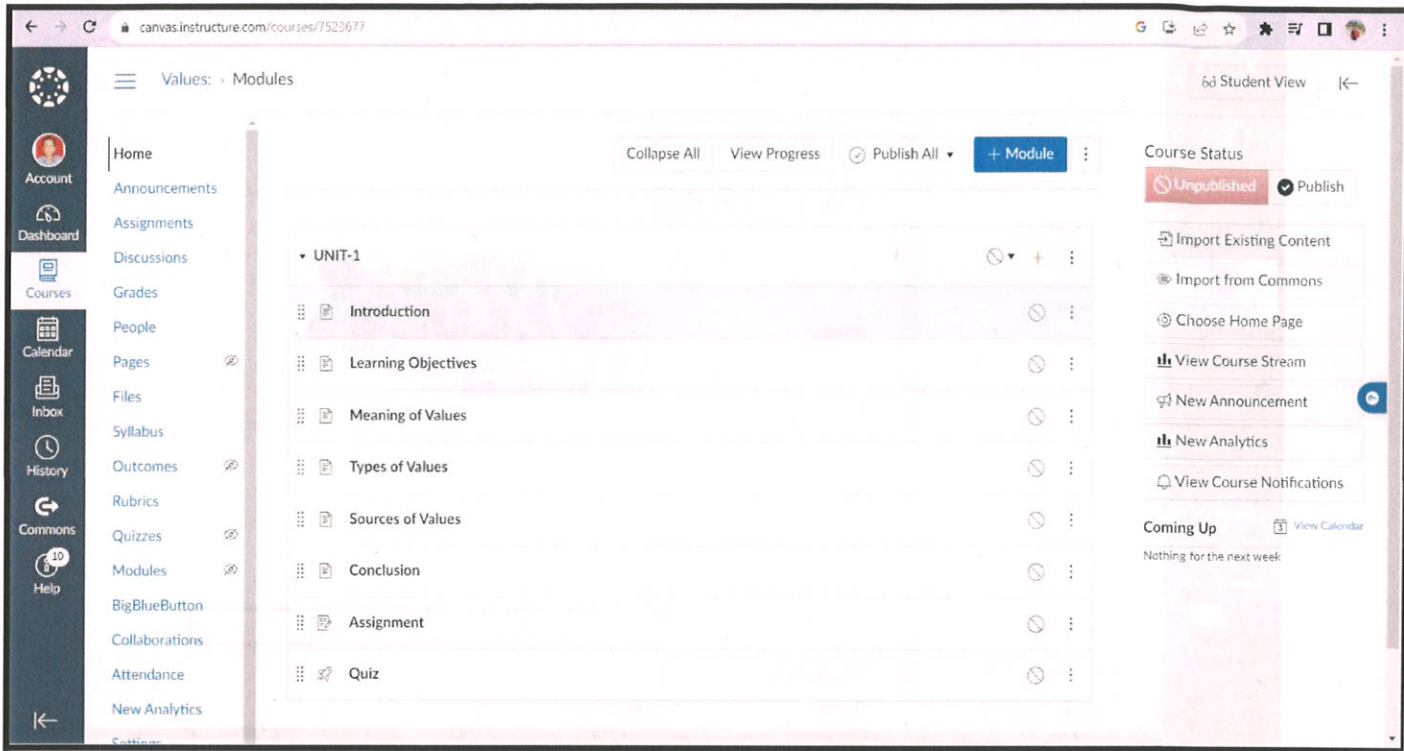 canvas.instructure.com/courses/7523677
Values: › Modules
Student View
Account
Dashboard
Courses
Calendar
Inbox
History
Commons
10
Help
Home
Announcements
Assignments
Discussions
Grades
People
Pages
Files
Syllabus
Outcomes
Rubrics
Quizzes
Modules
BigBlueButton
Collaborations
Attendance
New Analytics
Settings
Collapse All View Progress Publish All + Module
UNIT-1
Introduction
Learning Objectives
Meaning of Values
Types of Values
Sources of Values
Conclusion
Assignment
Quiz
Course Status
Unpublished Publish
Import Existing Content
Import from Commons
Choose Home Page
View Course Stream
New Announcement
New Analytics
View Course Notifications
Coming Up 3 View Calendar
Nothing for the next week